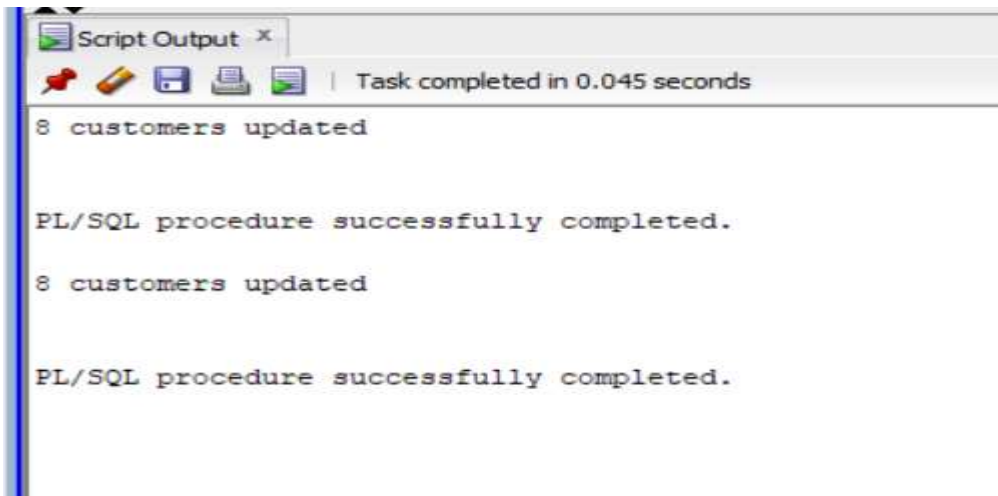 Script Output
Task completed in 0.045 seconds
8 customers updated
PL/SQL procedure successfully completed.
8 customers updated
PL/SQL procedure successfully completed.